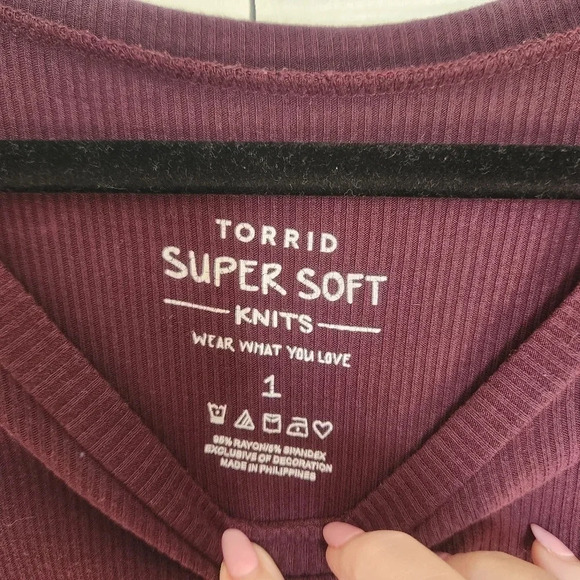 TORRID
SUPER SOFT
KNITS
WEAR WHAT YOU LOVE
1
95% RAYON/5% SPANDEX
EXCLUSIVE OF DECORATION
MADE IN PHILIPPINES